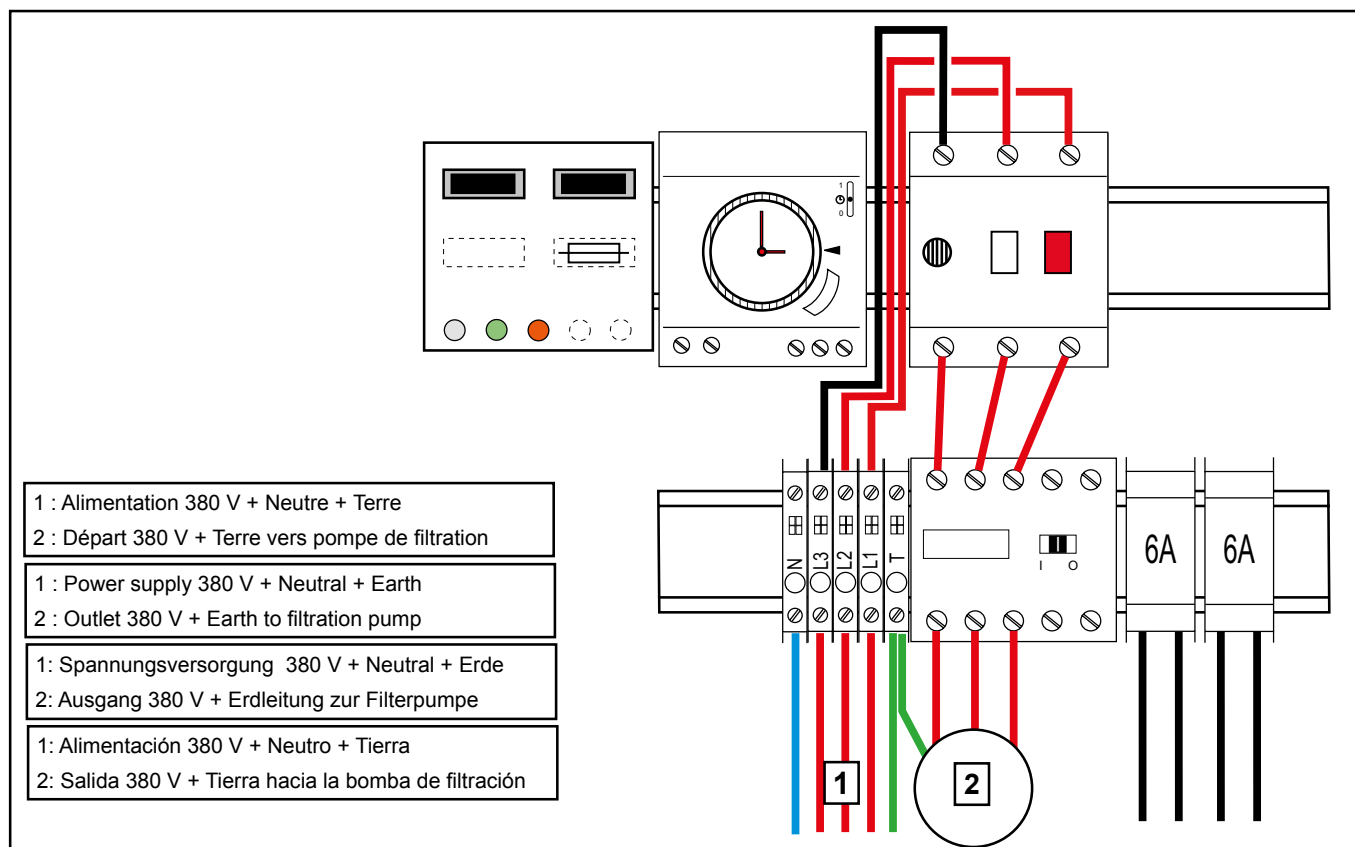 1
0
N
L3
L2
L1
T
I O
6A
6A
1 : Alimentation 380 V + Neutre + Terre
2 : Départ 380 V + Terre vers pompe de filtration
1 : Power supply 380 V + Neutral + Earth
2 : Outlet 380 V + Earth to filtration pump
1: Spannungsversorgung 380 V + Neutral + Erde
2: Ausgang 380 V + Erdleitung zur Filterpumpe
1: Alimentación 380 V + Neutro + Tierra
2: Salida 380 V + Tierra hacia la bomba de filtración
1
2